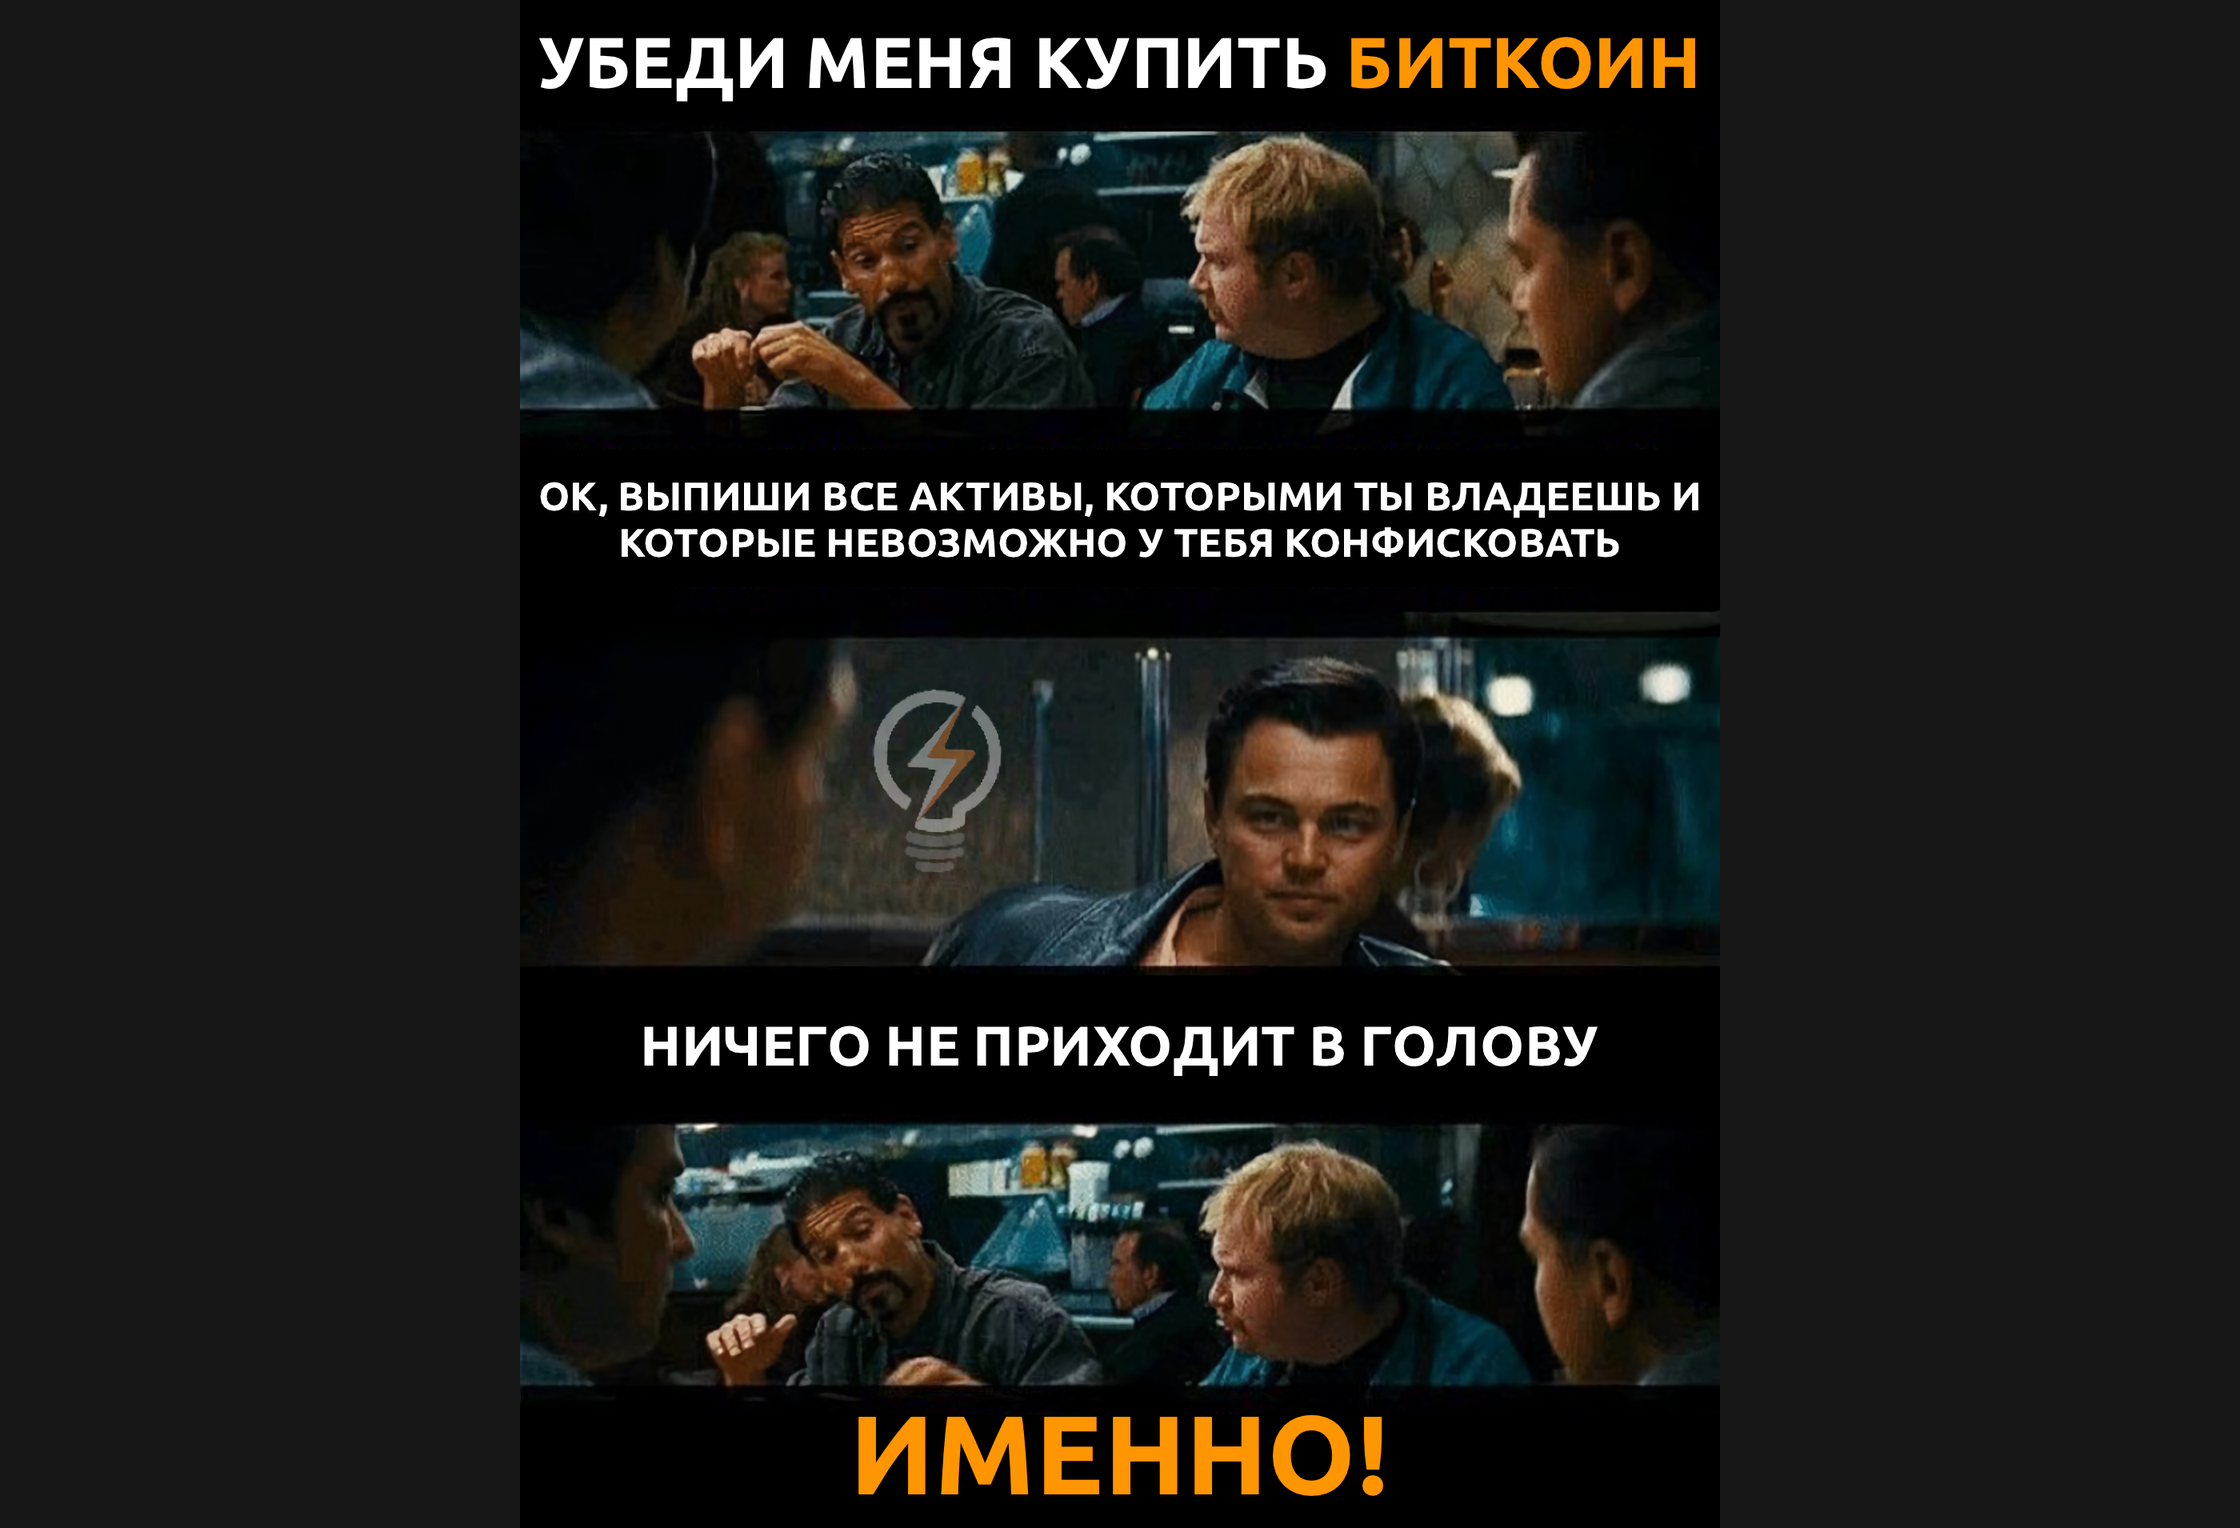 УБЕДИ МЕНЯ КУПИТЬ БИТКОИН
ОК, ВЫПИШИ ВСЕ АКТИВЫ, КОТОРЫМИ ТЫ ВЛАДЕЕШЬ И
КОТОРЫЕ НЕВОЗМОЖНО У ТЕБЯ КОНФИСКОВАТЬ
НИЧЕГО НЕ ПРИХОДИТ В ГОЛОВУ
ИМЕННО!